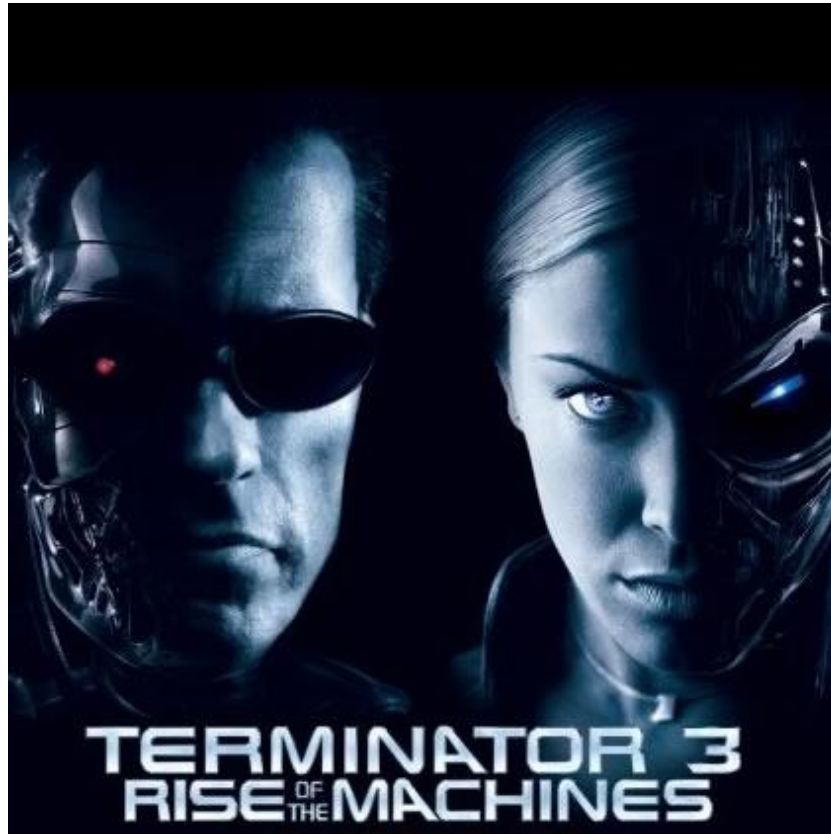 TERMINATOR 3
RISE OF THE MACHINES